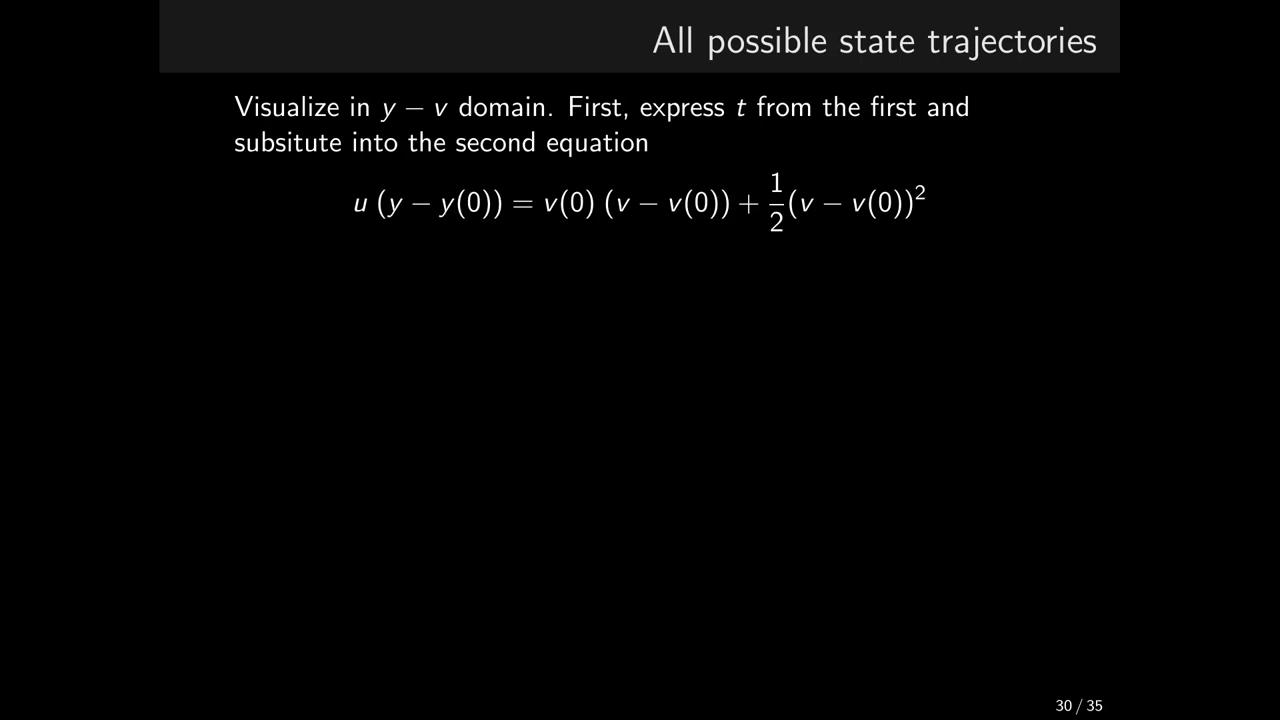 All possible state trajectories
Visualize in y − v domain. First, express t from the first and
subsitute into the second equation
u (y − y(0)) = v(0) (v − v(0)) + 1/2 (v − v(0))²
30 / 35